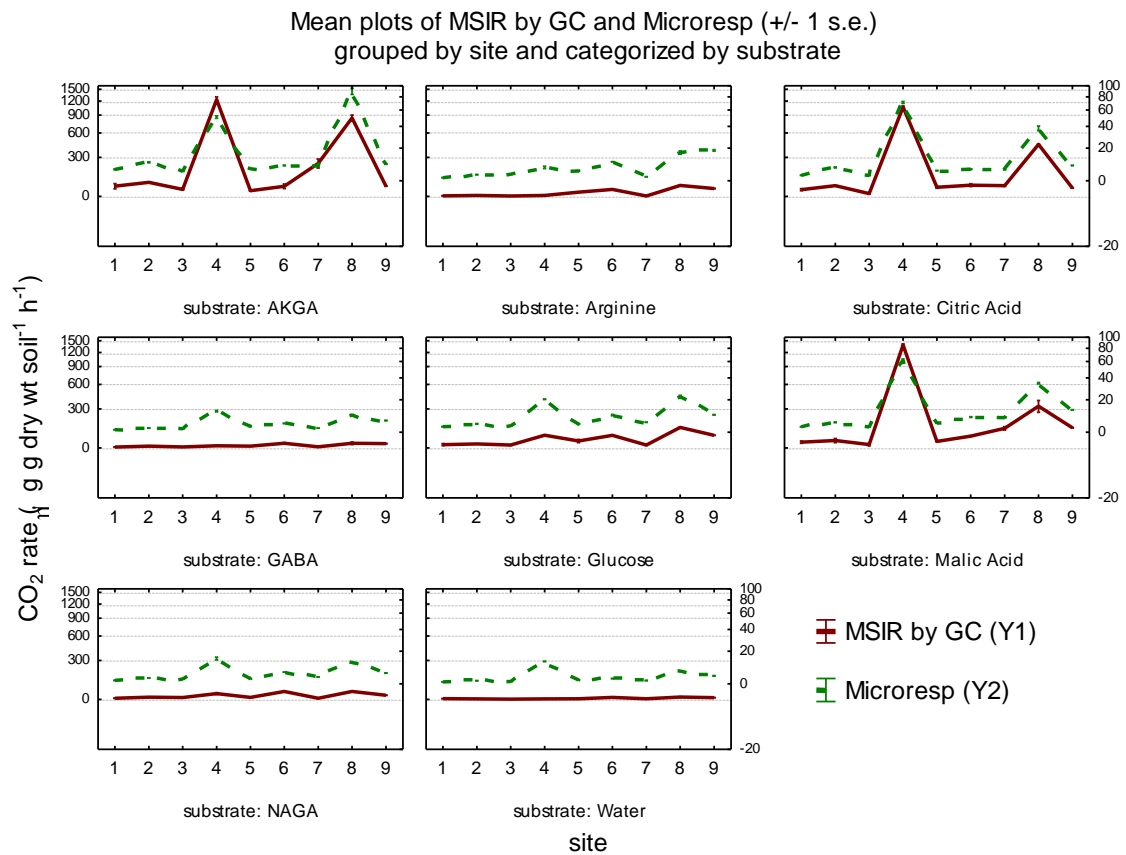 Mean plots of MSIR by GC and Microresp (+/- 1 s.e.)
grouped by site and categorized by substrate
1500
1200
900
600
300
0
100
80
60
40
20
0
-20
1 2 3 4 5 6 7 8 9
1 2 3 4 5 6 7 8 9
1 2 3 4 5 6 7 8 9
substrate: AKGA
substrate: Arginine
substrate: Citric Acid
1500
1200
900
600
300
0
100
80
60
40
20
0
-20
1 2 3 4 5 6 7 8 9
1 2 3 4 5 6 7 8 9
1 2 3 4 5 6 7 8 9
substrate: GABA
substrate: Glucose
substrate: Malic Acid
1500
1200
900
600
300
0
100
80
60
40
20
0
-20
1 2 3 4 5 6 7 8 9
1 2 3 4 5 6 7 8 9
substrate: NAGA
substrate: Water
site
CO₂ rate ( g g dry wt soil⁻¹ h⁻¹)
MSIR by GC (Y1)
Microresp (Y2)